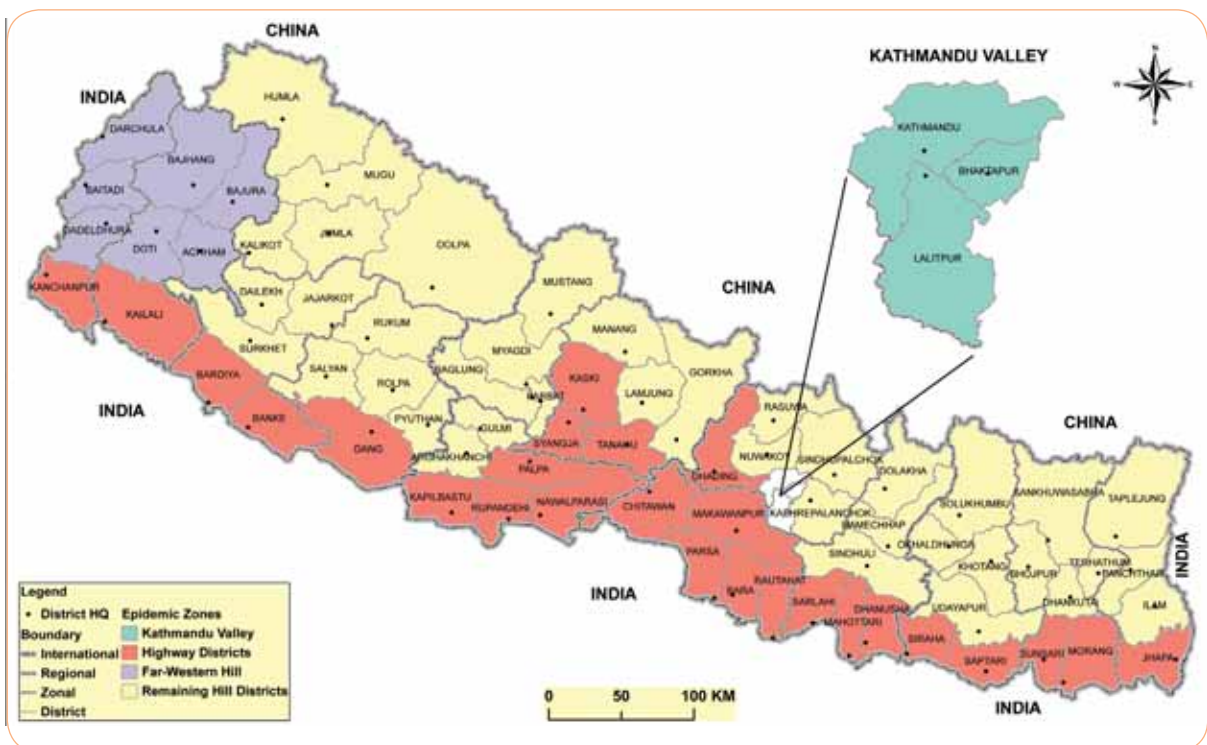 CHINA
KATHMANDU VALLEY
N
W E
S
INDIA
HUMLA
DARCHULA
BAJHANG
MUGU
BAITADI
BAJURA
KATHMANDU
BHAKTAPUR
DADELDHURA
DOTI
ACHHAM
KALIKOT
JUMLA
DOLPA
LALITPUR
KANCHANPUR
KAILALI
DAILEKH
JAJARKOT
MUSTANG
CHINA
RUKUM
MANANG
SURKHET
MYAGDI
SALYAN
BAGLUNG
KASKI
GORKHA
ROLPA
PARBAT
LAMJUNG
BARDIYA
RASUWA
INDIA
BANKE
PYUTHAN
GULMI
SYANGJA
TANAHU
NUWAKOT
SINDHUPALCHOK
CHINA
DANG
ARGHAKHANCHI
PALPA
DHADING
DOLAKHA
SANKHUWASABHA
TAPLEJUNG
KAPILBASTU
RUPANDEHI
NAWALPARASI
CHITAWAN
MAKAWANPUR
KABHREPALANCHOK
RAMECHHAP
SOLUKHUMBU
OKHALDHUNGA
INDIA
PARSA
SINDHULI
KHOTANG
BHOJPUR
TERHATHUM
PANCHTHAR
INDIA
BARA
RAUTAHAT
SARLAHI
DHANUSHA
MAHOTTARI
UDAYAPUR
DHANKUTA
ILAM
SIRAHA
SAPTARI
SUNSARI
MORANG
JHAPA
INDIA
Legend
District HQ
Boundary
International
Regional
Zonal
District
Epidemic Zones
Kathmandu Valley
Highway Districts
Far-Western Hill
Remaining Hill Districts
0 50 100 KM